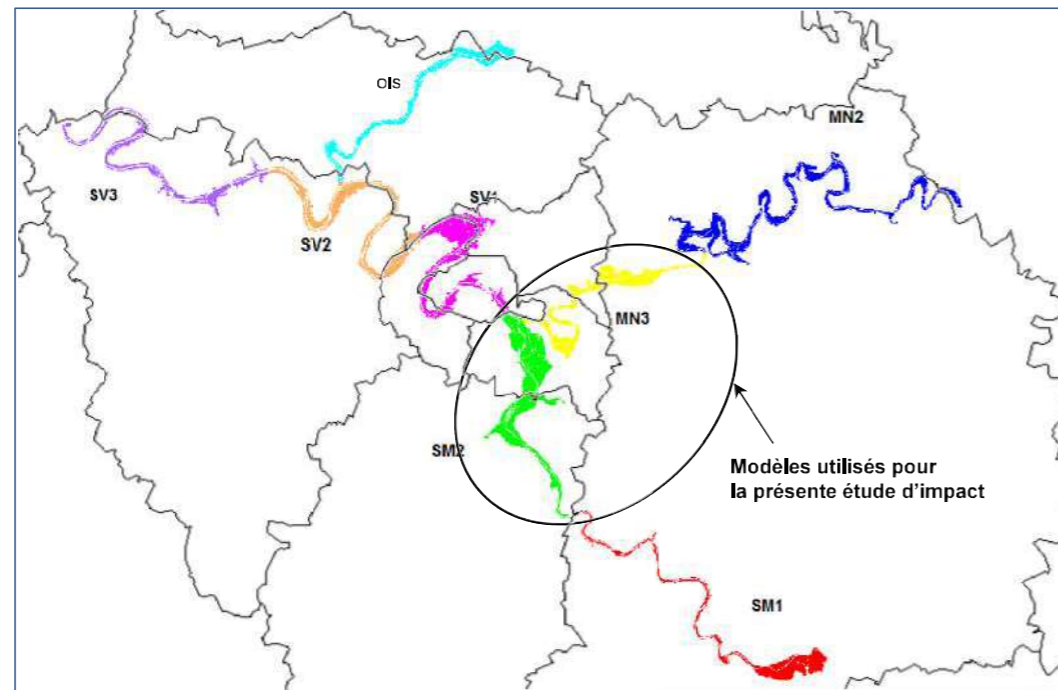 OIS
MN2
SV3
SV1
SV2
MN3
SM2
Modèles utilisés pour
la présente étude d'impact
SM1